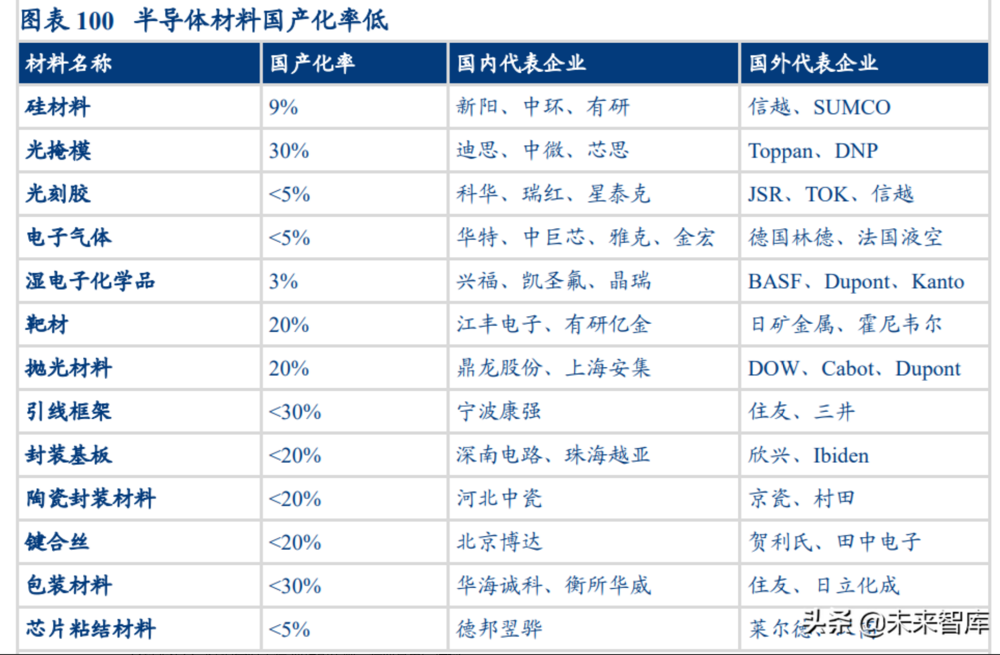 图表 100 半导体材料国产化率低
材料名称 国产化率 国内代表企业 国外代表企业
硅材料 9% 新阳、中环、有研 信越、SUMCO
光掩模 30% 迪思、中微、芯思 Toppan、DNP
光刻胶 <5% 科华、瑞红、星泰克 JSR、TOK、信越
电子气体 <5% 华特、中巨芯、雅克、金宏 德国林德、法国液空
湿电子化学品 3% 兴福、凯圣氟、晶瑞 BASF、Dupont、Kanto
靶材 20% 江丰电子、有研亿金 日矿金属、霍尼韦尔
抛光材料 20% 鼎龙股份、上海安集 DOW、Cabot、Dupont
引线框架 <30% 宁波康强 住友、三井
封装基板 <20% 深南电路、珠海越亚 欣兴、Ibiden
陶瓷封装材料 <20% 河北中瓷 京瓷、村田
键合丝 <20% 北京博达 贺利氏、田中电子
包装材料 <30% 华海诚科、衡所华威 住友、日立化成
芯片粘结材料 <5% 德邦翌骅 莱尔德、
头条 @未来智库